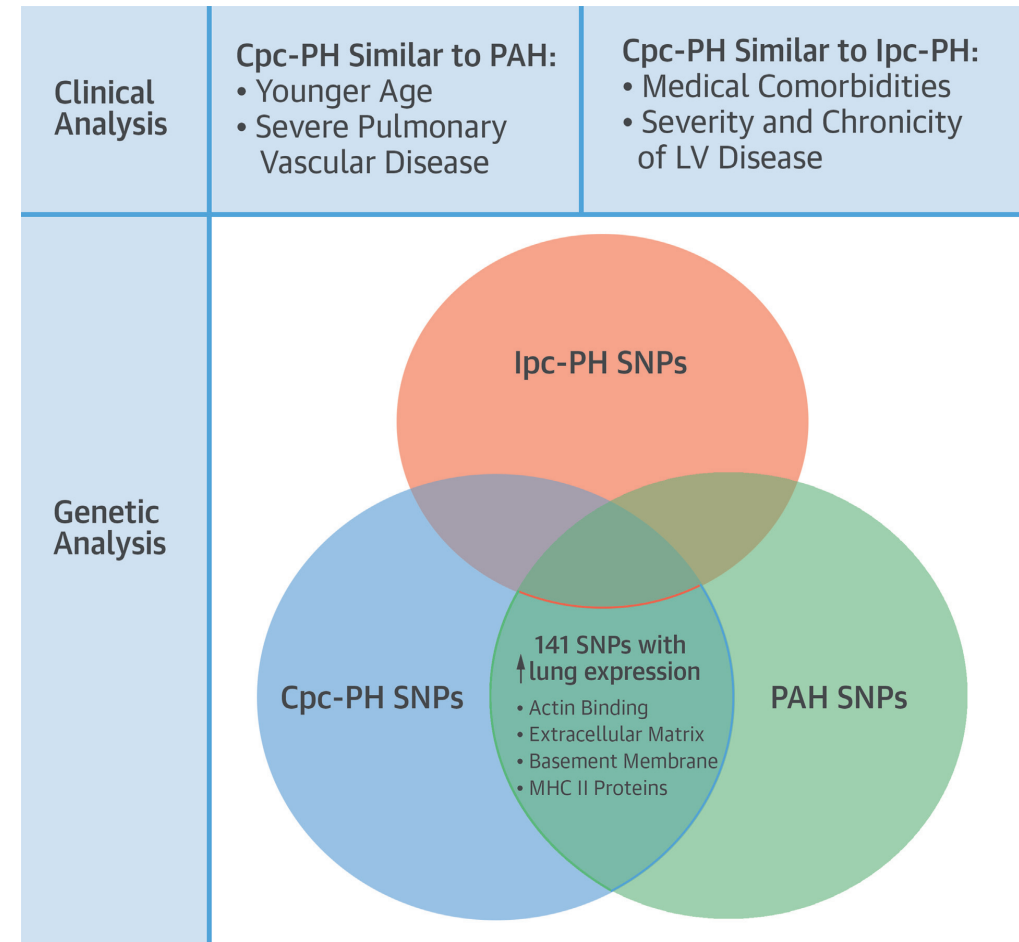 Clinical
Analysis
Cpc-PH Similar to PAH:
• Younger Age
• Severe Pulmonary
Vascular Disease
Cpc-PH Similar to Ipc-PH:
• Medical Comorbidities
• Severity and Chronicity
of LV Disease
Genetic
Analysis
Ipc-PH SNPs
Cpc-PH SNPs
141 SNPs with
↑lung expression
• Actin Binding
• Extracellular Matrix
• Basement Membrane
• MHC II Proteins
PAH SNPs